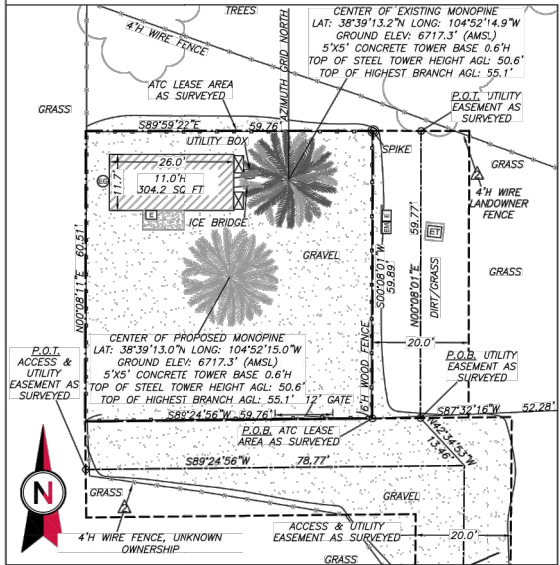 TREES
CENTER OF EXISTING MONOPINE
LAT: 38°39'13.2"N LONG: 104°52'14.9"W
GROUND ELEV: 6717.3' (AMSL)
5'X5' CONCRETE TOWER BASE 0.6'H
TOP OF STEEL TOWER HEIGHT AGL: 50.6'
TOP OF HIGHEST BRANCH AGL: 55.1'
4'H WIRE FENCE
AZIMUTH GRID NORTH
ATC LEASE AREA
AS SURVEYED
GRASS
P.O.T. UTILITY
EASEMENT AS
SURVEYED
S89°59'22"E
59.76'
UTILITY BOX
SPIKE
GRASS
2
4'H WIRE
LANDOWNER
FENCE
26.0'
11.7'
11.0'H
304.2 SQ FT
EG
E
ICE BRIDGE
GRAVEL
N00°08'11"E 60.51'
S00°08'01"W
59.89'
EM
E
59.77'
N00°08'01"E
ET
DIRT/GRASS
GRASS
CENTER OF PROPOSED MONOPINE
LAT: 38°39'13.0"N LONG: 104°52'15.0"W
GROUND ELEV: 6777.3' (AMSL)
5'X5' CONCRETE TOWER BASE 0.6'H
TOP OF STEEL TOWER HEIGHT AGL: 50.6'
TOP OF HIGHEST BRANCH AGL: 55.1'
6'H WOOD FENCE
20.0'
P.O.T.
ACCESS &
UTILITY
EASEMENT AS
SURVEYED
P.O.B. UTILITY
EASEMENT AS
SURVEYED
S89°24'56"W
59.76'
12' GATE
S87°32'16"W
52.28'
P.O.B. ATC LEASE
AREA AS SURVEYED
N42°34'53"W
13.46'
S89°24'56"W
78.77'
N
GRASS
2
GRAVEL
4'H WIRE FENCE, UNKNOWN
OWNERSHIP
ACCESS & UTILITY
EASEMENT AS SURVEYED
20.0'
GRASS